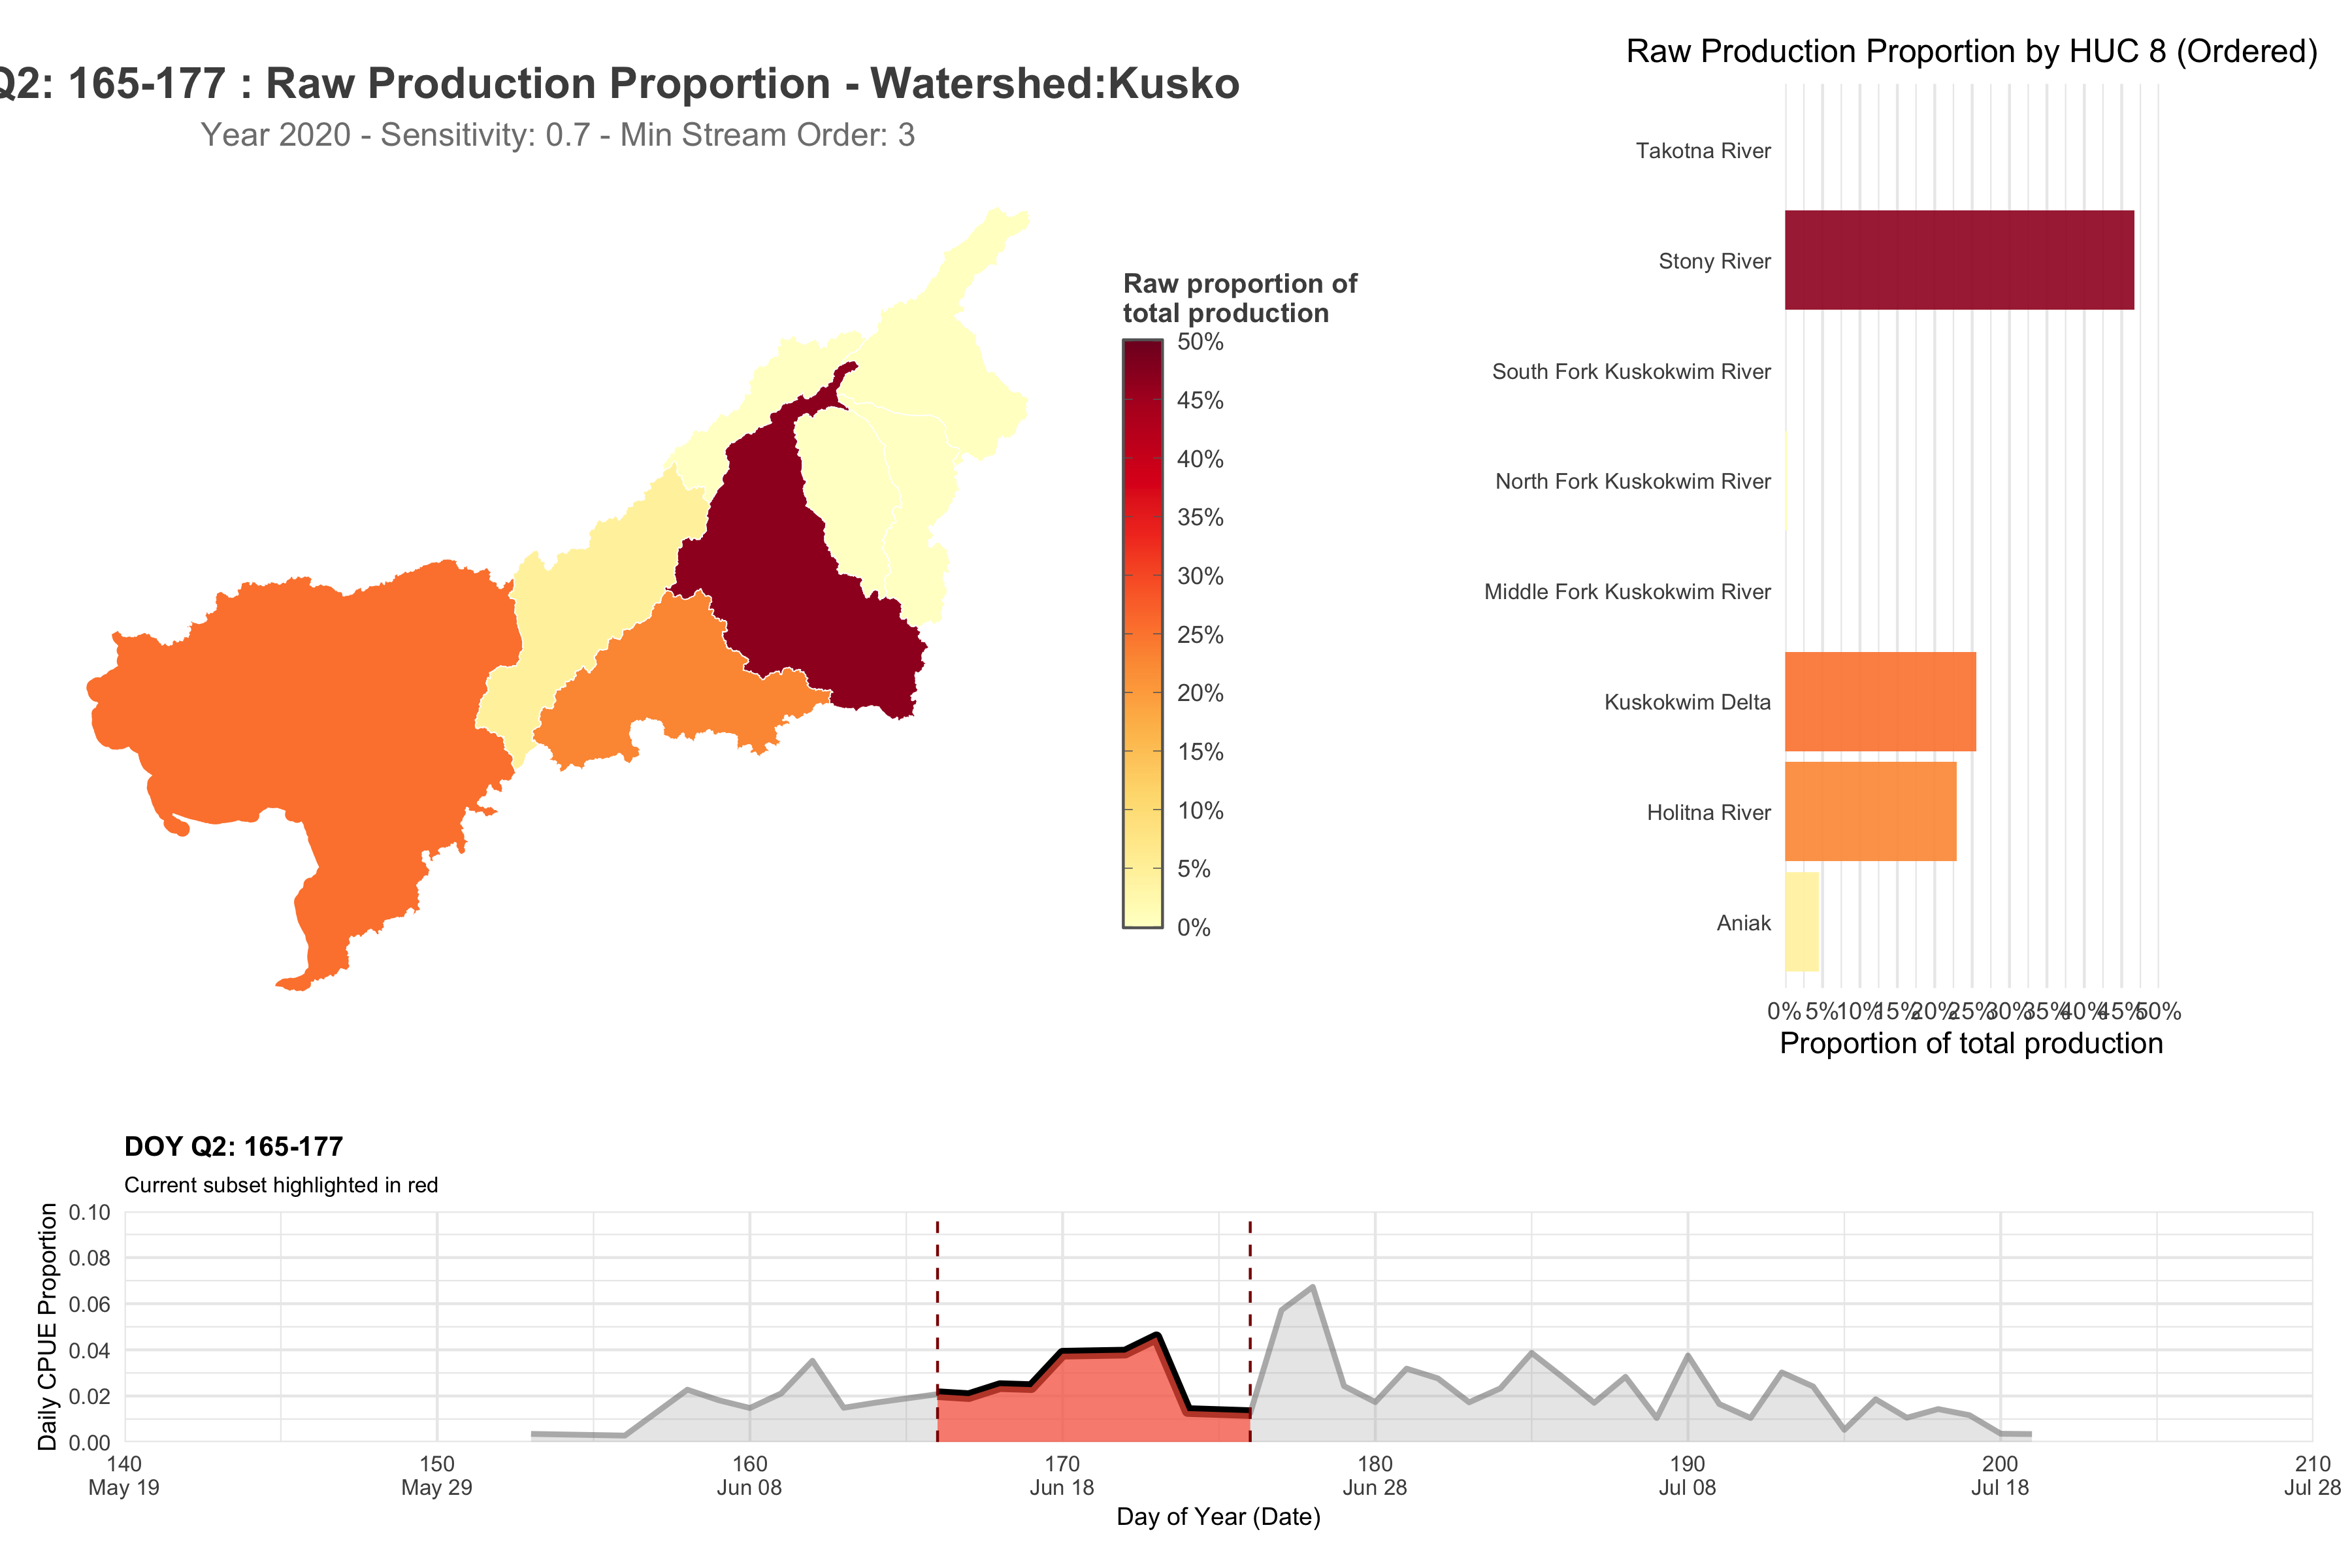 Q2: 165-177 : Raw Production Proportion - Watershed:Kusko
Year 2020 - Sensitivity: 0.7 - Min Stream Order: 3
Raw proportion of
total production
50%
45%
40%
35%
30%
25%
20%
15%
10%
5%
0%
Raw Production Proportion by HUC 8 (Ordered)
Takotna River
Stony River
South Fork Kuskokwim River
North Fork Kuskokwim River
Middle Fork Kuskokwim River
Kuskokwim Delta
Holitna River
Aniak
0% 5% 10% 15% 20% 25% 30% 35% 40% 45% 50%
Proportion of total production
DOY Q2: 165-177
Current subset highlighted in red
Daily CPUE Proportion
0.10
0.08
0.06
0.04
0.02
0.00
140 150 160 170 180 190 200 210
May 19 May 29 Jun 08 Jun 18 Jun 28 Jul 08 Jul 18 Jul 28
Day of Year (Date)